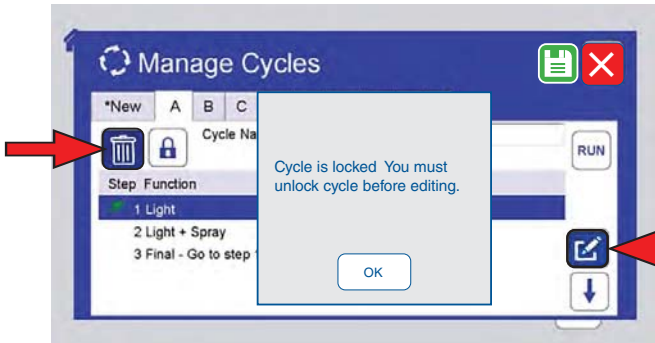 Manage Cycles
*New A B C
Cycle Na
RUN
Step Function
1 Light
2 Light + Spray
3 Final - Go to step
Cycle is locked You must
unlock cycle before editing.
OK